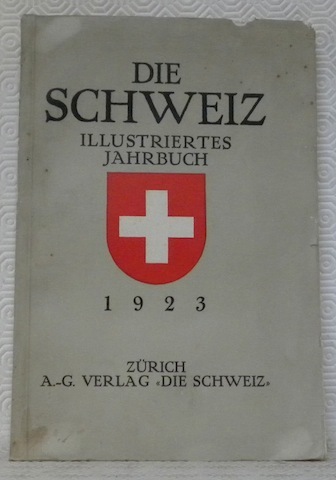 DIE
SCHWEIZ
ILLUSTRIERTES
JAHRBUCH
1923
ZÜRICH
A.-G. VERLAG «DIE SCHWEIZ»